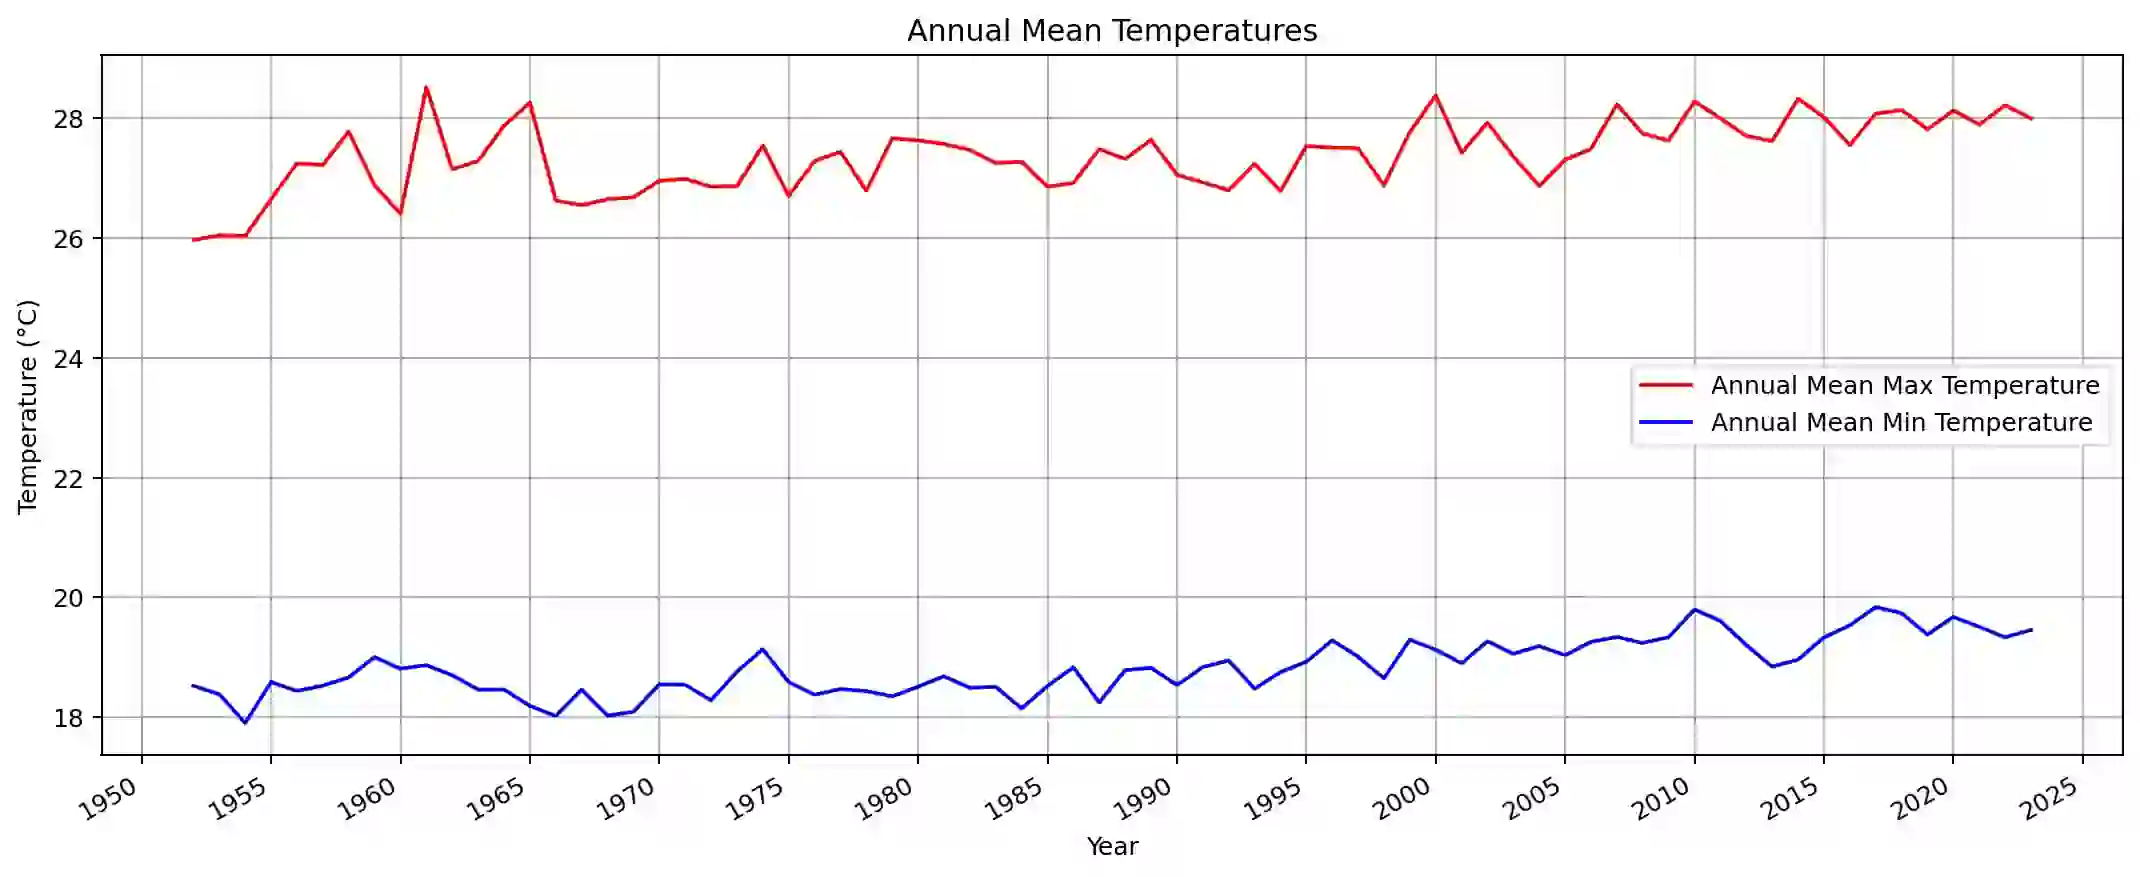 Annual Mean Temperatures
28
26
24
22
20
18
Temperature (°C)
Annual Mean Max Temperature
Annual Mean Min Temperature
1950 1955 1960 1965 1970 1975 1980 1985 1990 1995 2000 2005 2010 2015 2020 2025
Year